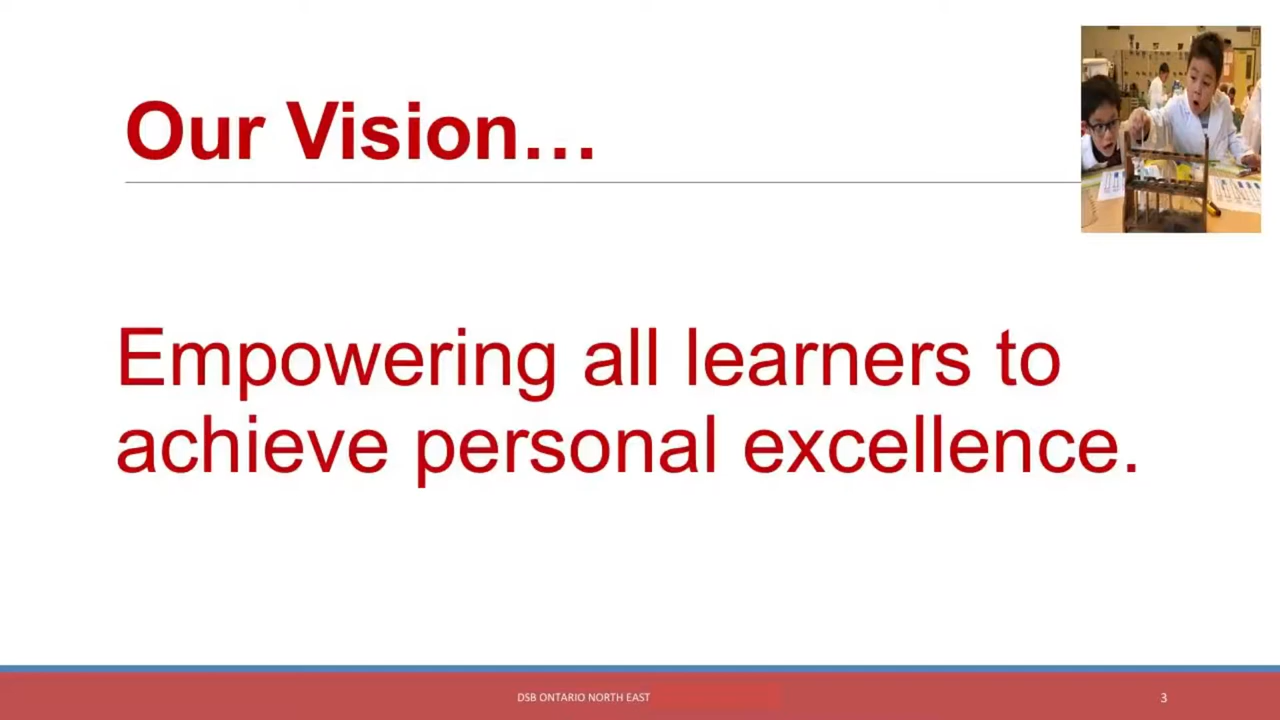 Our Vision…
Empowering all learners to
achieve personal excellence.
DSB ONTARIO NORTH EAST
3